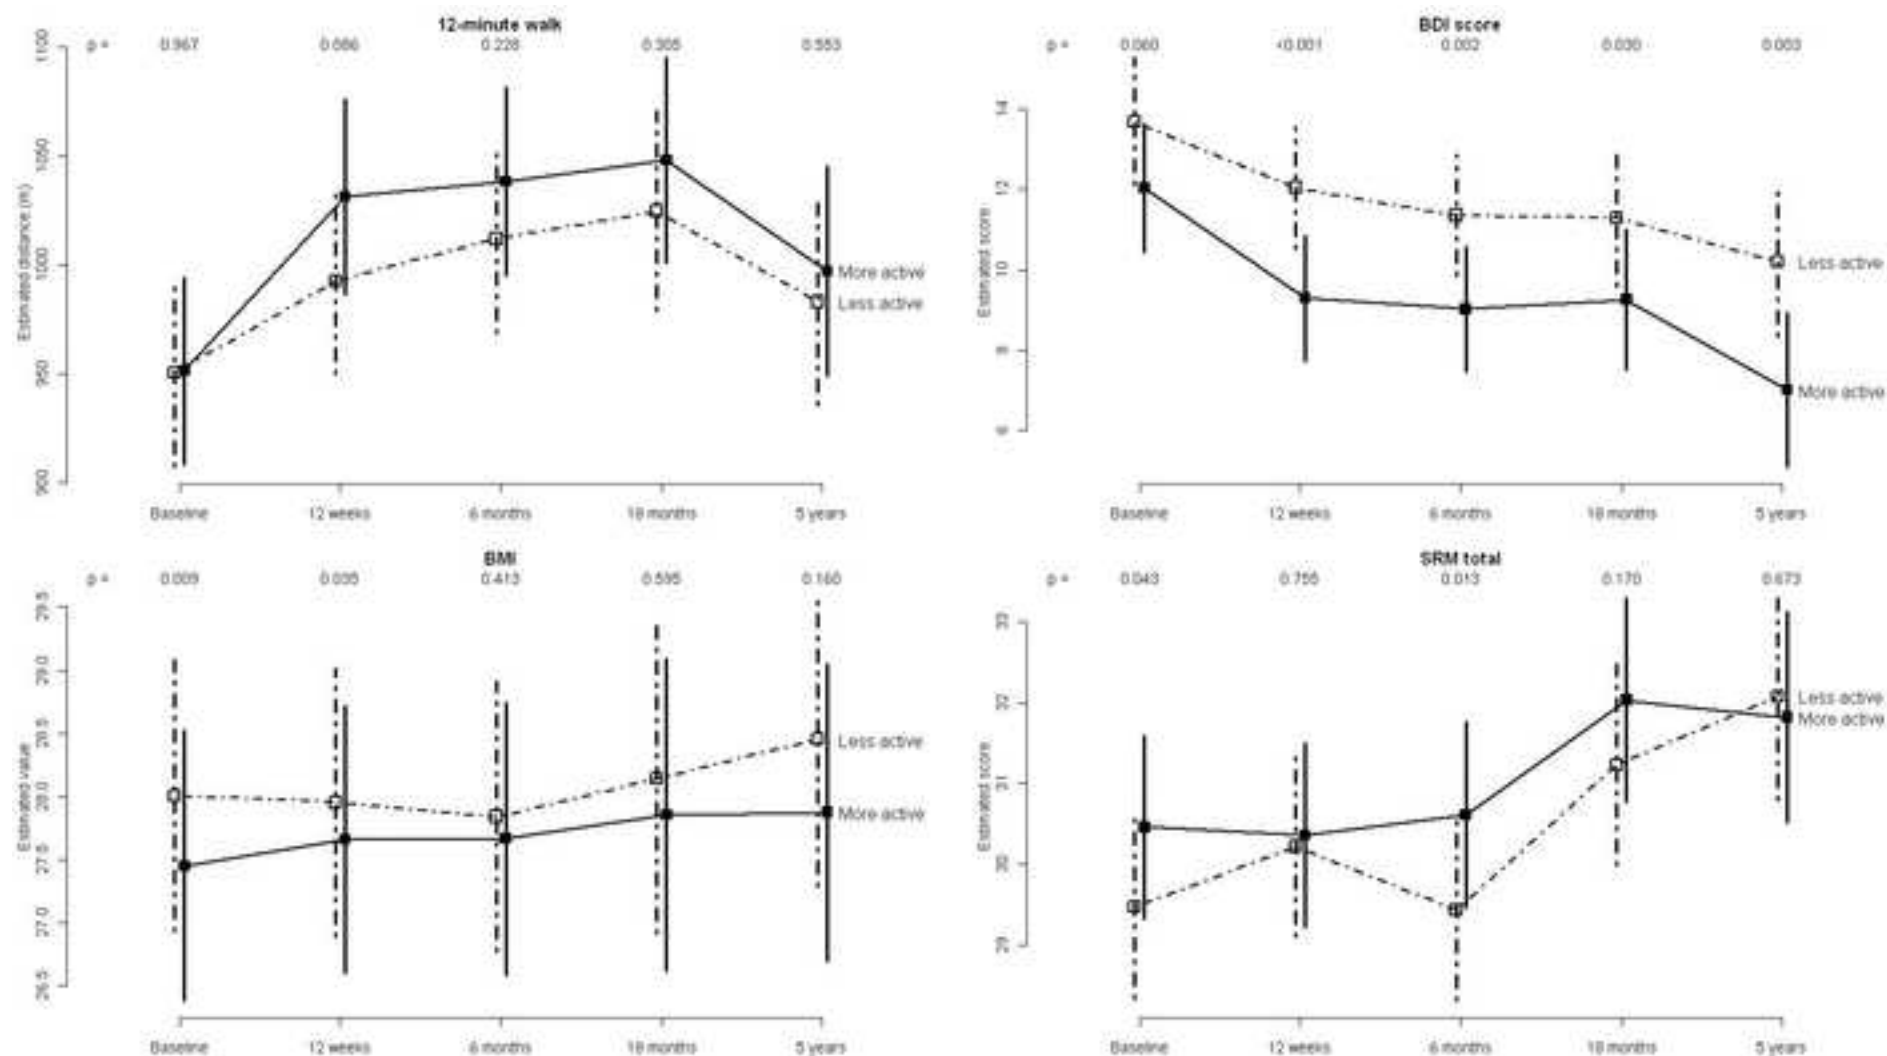 12-minute walk
p = 0.967 0.086 0.228 0.305 0.553
Estimated distance (m)
1100
1050
1000
950
900
More active
Less active
Baseline 12 weeks 6 months 18 months 5 years
BDI score
p = 0.060 <0.001 0.002 0.030 0.003
Estimated score
14
12
10
8
6
Less active
More active
Baseline 12 weeks 6 months 18 months 5 years
BMI
p = 0.009 0.035 0.413 0.595 0.160
Estimated value
29.5
29.0
28.5
28.0
27.5
27.0
26.5
Less active
More active
Baseline 12 weeks 6 months 18 months 5 years
SRM total
p = 0.043 0.755 0.013 0.170 0.673
Estimated score
33
32
31
30
29
Less active
More active
Baseline 12 weeks 6 months 18 months 5 years